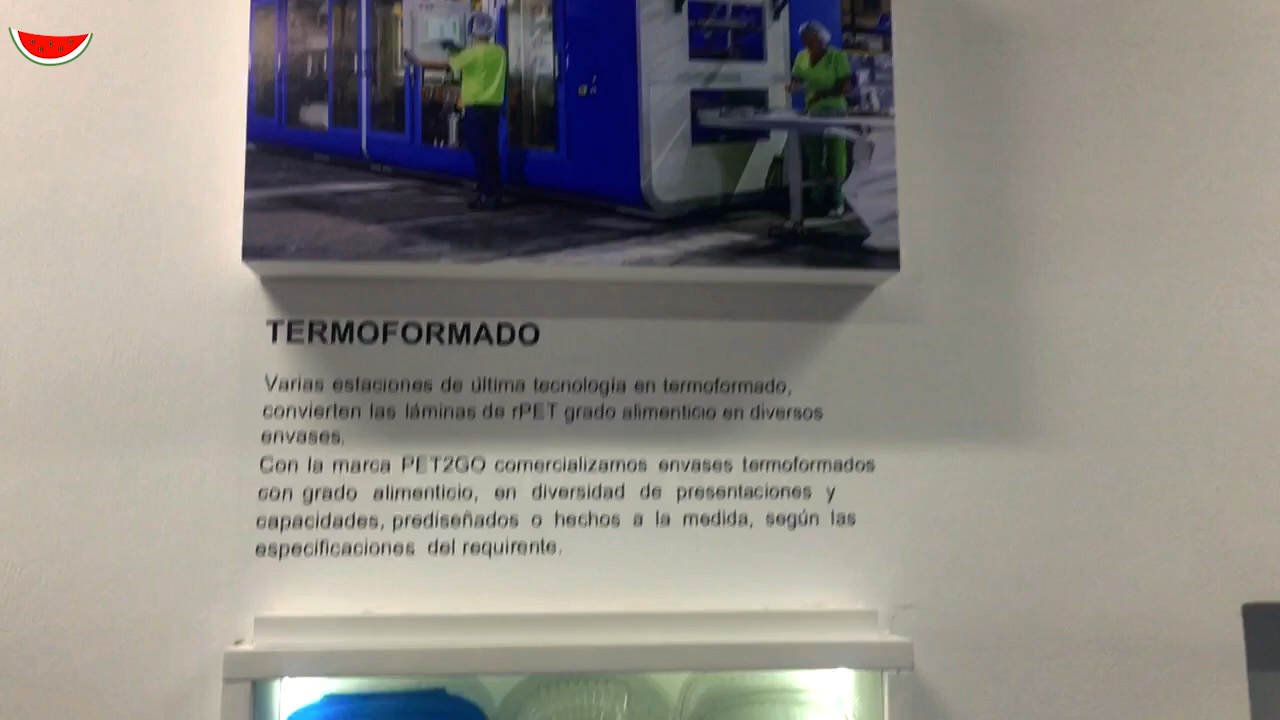 TERMOFORMADO
Varias estaciones de última tecnología en termoformado,
convierten las láminas de rPET grado alimenticio en diversos
envases.
Con la marca PET2GO comercializamos envases termoformados
con grado alimenticio, en diversidad de presentaciones y
capacidades, prediseñados o hechos a la medida, según las
especificaciones del requirente.